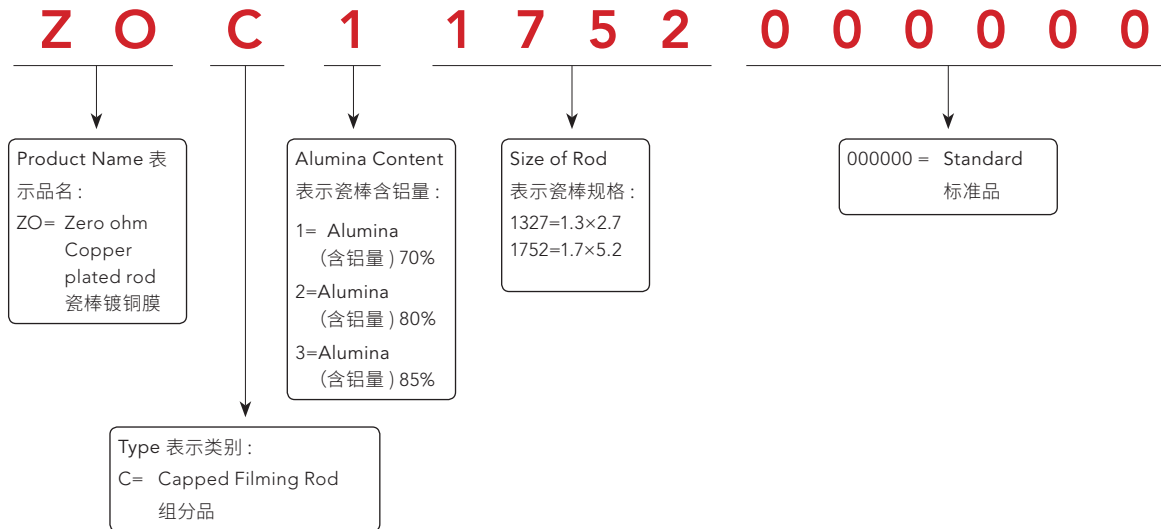 Z O C 1 1 7 5 2 0 0 0 0 0 0
Product Name 表
示品名 :
ZO= Zero ohm
Copper
plated rod
瓷棒镀铜膜
Alumina Content
表示瓷棒含铝量 :
1= Alumina
(含铝量 ) 70%
2=Alumina
(含铝量 ) 80%
3=Alumina
(含铝量 ) 85%
Size of Rod
表示瓷棒规格 :
1327=1.3×2.7
1752=1.7×5.2
000000 = Standard
标准品
Type 表示类别 :
C= Capped Filming Rod
组分品